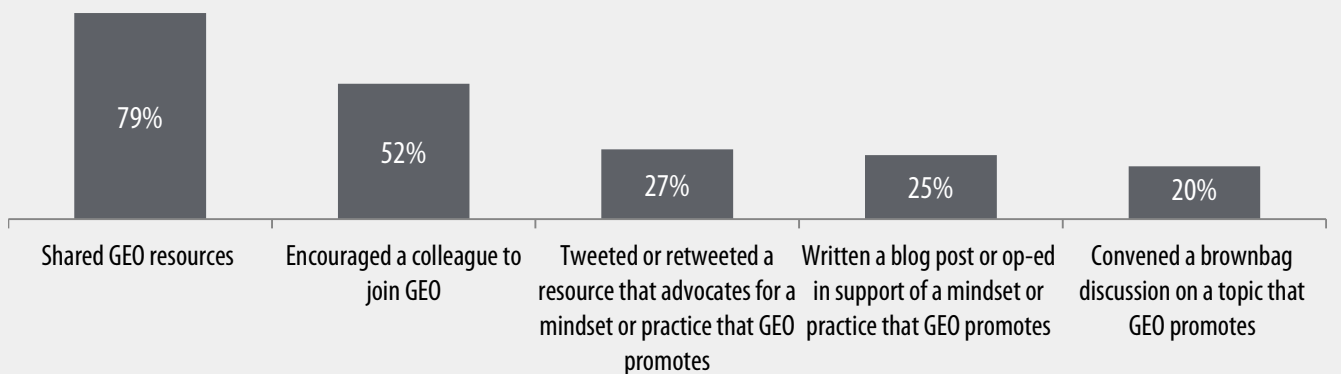 79%
52%
27%
25%
20%
Shared GEO resources
Encouraged a colleague to
join GEO
Tweeted or retweeted a
resource that advocates for a
mindset or practice that GEO
promotes
Written a blog post or op-ed
in support of a mindset or
practice that GEO promotes
Convened a brownbag
discussion on a topic that
GEO promotes